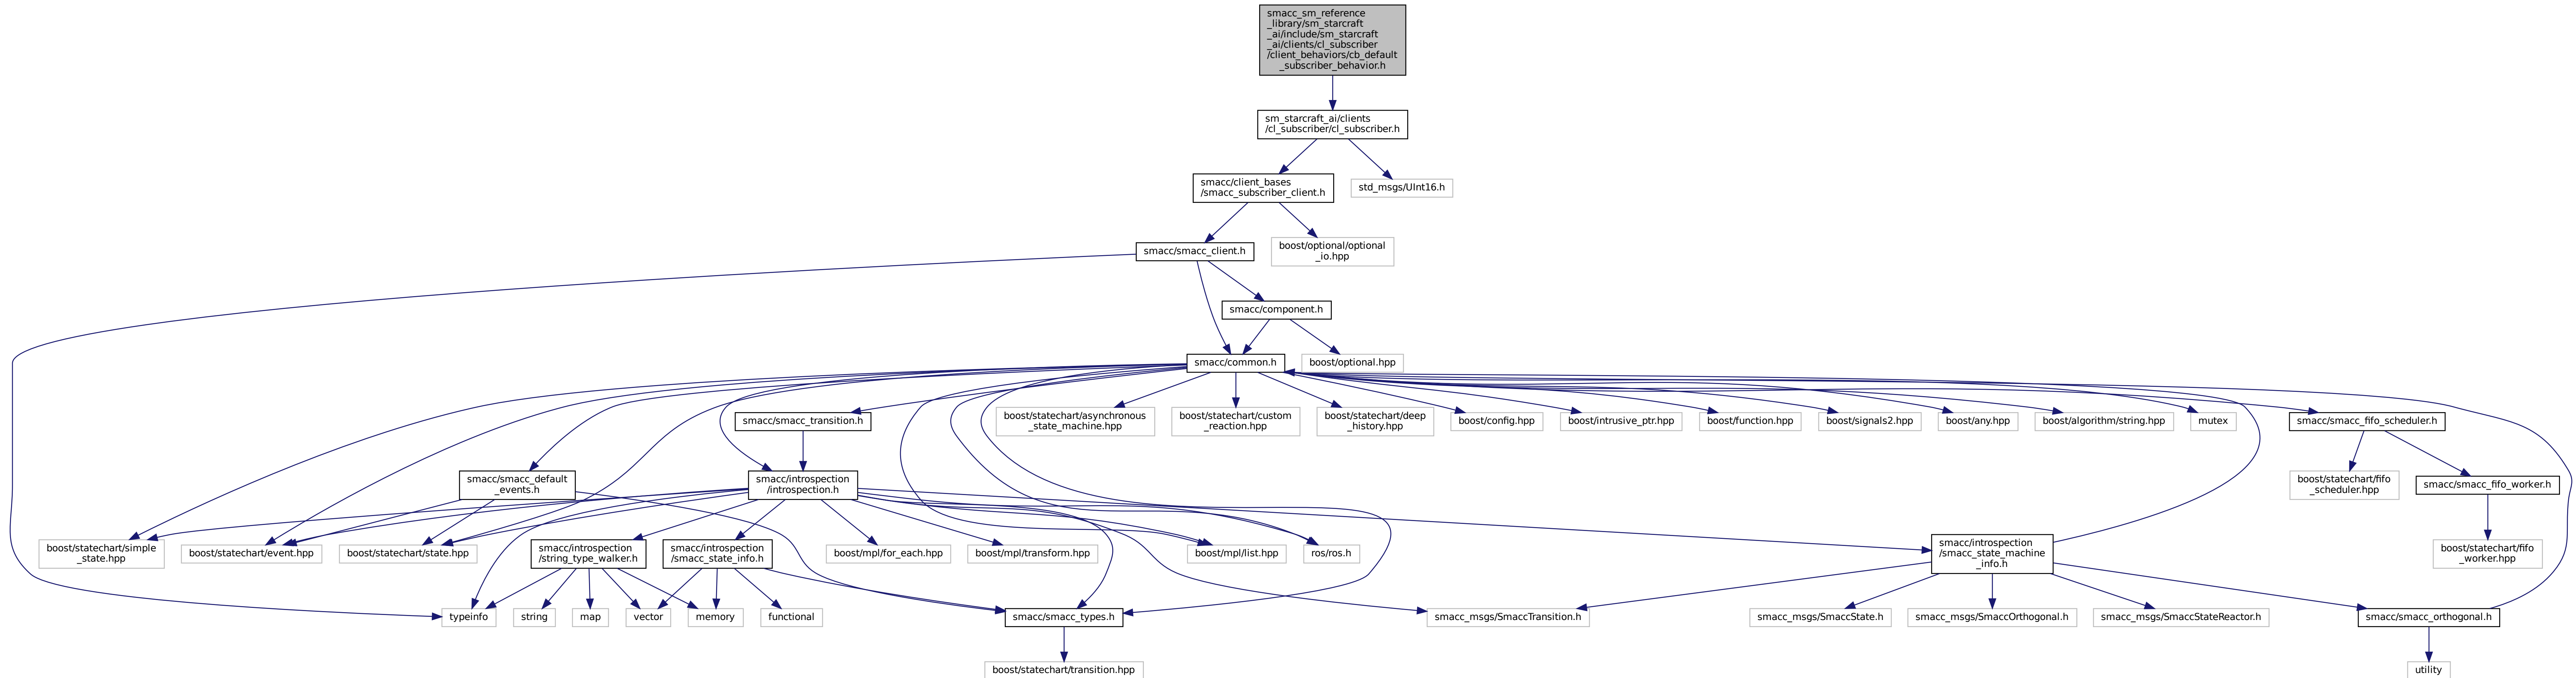 smacc_sm_reference
_library/sm_starcraft
_ai/include/sm_starcraft
_ai/clients/cl_subscriber
/client_behaviors/cb_default
_subscriber_behavior.h
sm_starcraft_ai/clients
/cl_subscriber/cl_subscriber.h
smacc/client_bases
/smacc_subscriber_client.h
std_msgs/UInt16.h
smacc/smacc_client.h
boost/optional/optional
_io.hpp
smacc/component.h
smacc/common.h
boost/optional.hpp
smacc/smacc_transition.h
boost/statechart/asynchronous
_state_machine.hpp
boost/statechart/custom
_reaction.hpp
boost/statechart/deep
_history.hpp
boost/config.hpp
boost/intrusive_ptr.hpp
boost/function.hpp
boost/signals2.hpp
boost/any.hpp
boost/algorithm/string.hpp
mutex
smacc/smacc_fifo_scheduler.h
smacc/smacc_default
_events.h
smacc/introspection
/introspection.h
boost/statechart/fifo
_scheduler.hpp
smacc/smacc_fifo_worker.h
boost/statechart/simple
_state.hpp
boost/statechart/event.hpp
boost/statechart/state.hpp
smacc/introspection
/string_type_walker.h
smacc/introspection
/smacc_state_info.h
boost/mpl/for_each.hpp
boost/mpl/transform.hpp
boost/mpl/list.hpp
ros/ros.h
smacc/introspection
/smacc_state_machine
_info.h
boost/statechart/fifo
_worker.hpp
typeinfo
string
map
vector
memory
functional
smacc/smacc_types.h
smacc_msgs/SmaccTransition.h
smacc_msgs/SmaccState.h
smacc_msgs/SmaccOrthogonal.h
smacc_msgs/SmaccStateReactor.h
smacc/smacc_orthogonal.h
boost/statechart/transition.hpp
utility